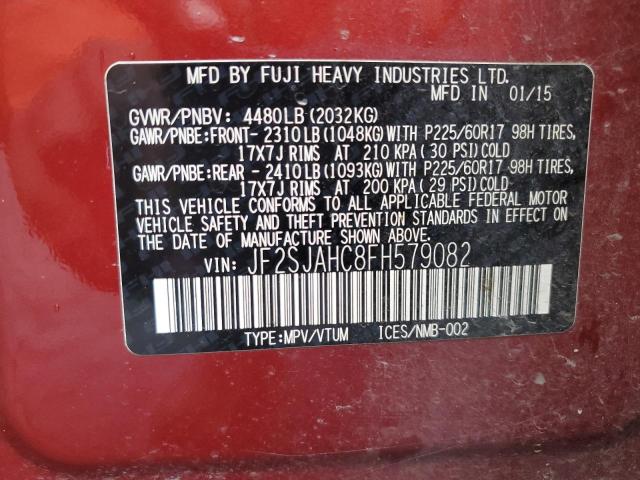 MFD BY FUJI HEAVY INDUSTRIES LTD.
MFD IN 01/15
GVWR/PNBV: 4480LB (2032KG)
GAWR/PNBE:FRONT- 2310LB (1048KG) WITH P225/60R17 98H TIRES,
17X7J RIMS AT 210 KPA ( 30 PSI) COLD
GAWR/PNBE:REAR - 2410LB (1093KG) WITH P225/60R17 98H TIRES,
17X7J RIMS AT 200 KPA ( 29 PSI) COLD
THIS VEHICLE CONFORMS TO ALL APPLICABLE FEDERAL MOTOR
VEHICLE SAFETY AND THEFT PREVENTION STANDARDS IN EFFECT ON
THE DATE OF MANUFACTURE SHOWN ABOVE.
VIN: JF2SJAHC8FH579082
TYPE:MPV/VTUM ICES/NMB-002